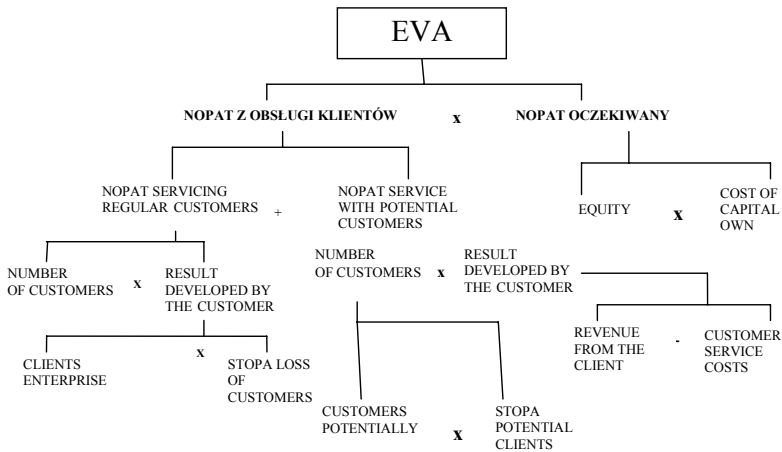 EVA
NOPAT Z OBSŁUGI KLIENTÓW x NOPAT OCZEKIWANY
NOPAT SERVICING
REGULAR CUSTOMERS
+
NOPAT SERVICE
WITH POTENTIAL
CUSTOMERS
EQUITY
x
COST OF
CAPITAL
OWN
NUMBER
OF CUSTOMERS
x
RESULT
DEVELOPED BY
THE CUSTOMER
NUMBER
OF CUSTOMERS
x
RESULT
DEVELOPED BY
THE CUSTOMER
CLIENTS
ENTERPRISE
x
STOPA LOSS
OF
CUSTOMERS
REVENUE
FROM THE
CLIENT
-
CUSTOMER
SERVICE
COSTS
CUSTOMERS
POTENTIALLY
x
STOPA
POTENTIAL
CLIENTS